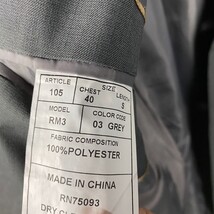 ARTICLE CHEST SIZE LENGTH
105 40 S
MODEL COLOR CODE
RM3 03 GREY
FABRIC COMPOSITION
100%POLYESTER
MADE IN CHINA
RN75093
DRY